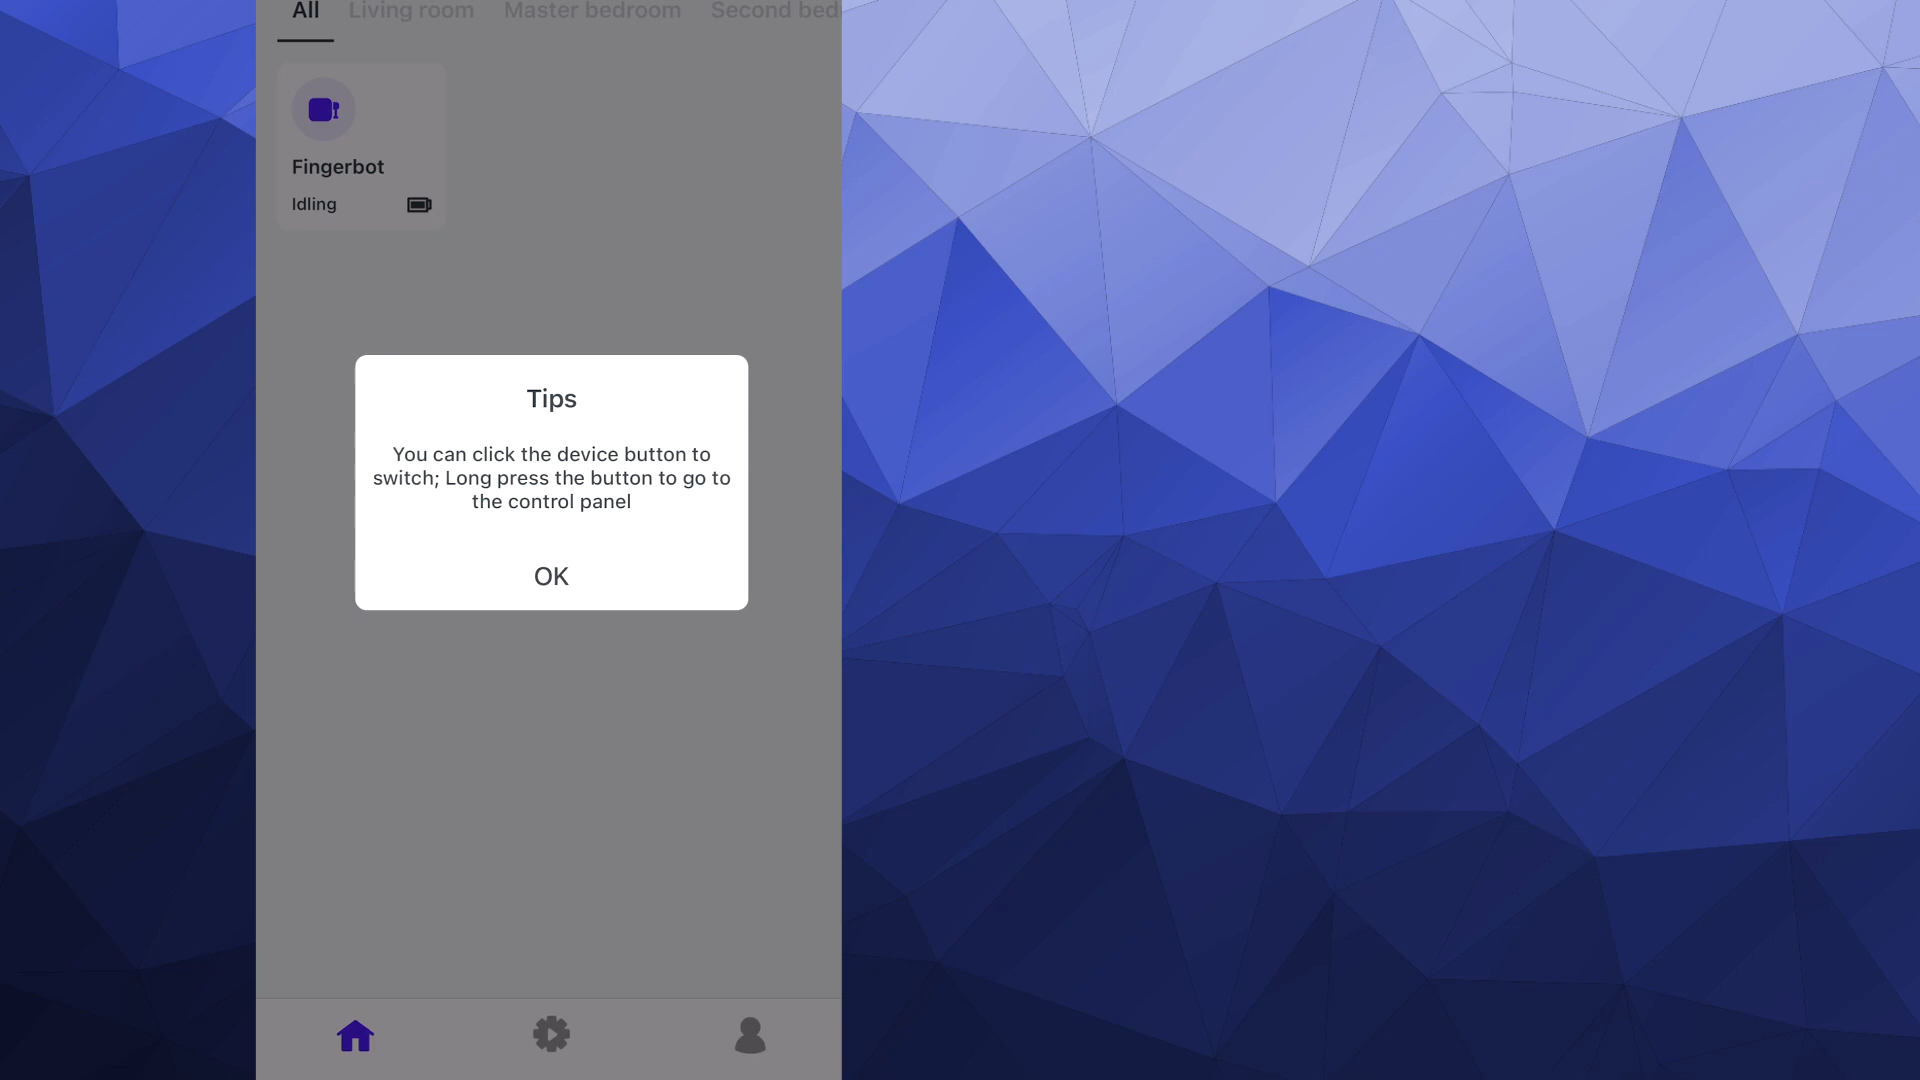 All Living room Master bedroom Second bed
Fingerbot
Idling
Tips
You can click the device button to
switch; Long press the button to go to
the control panel
OK